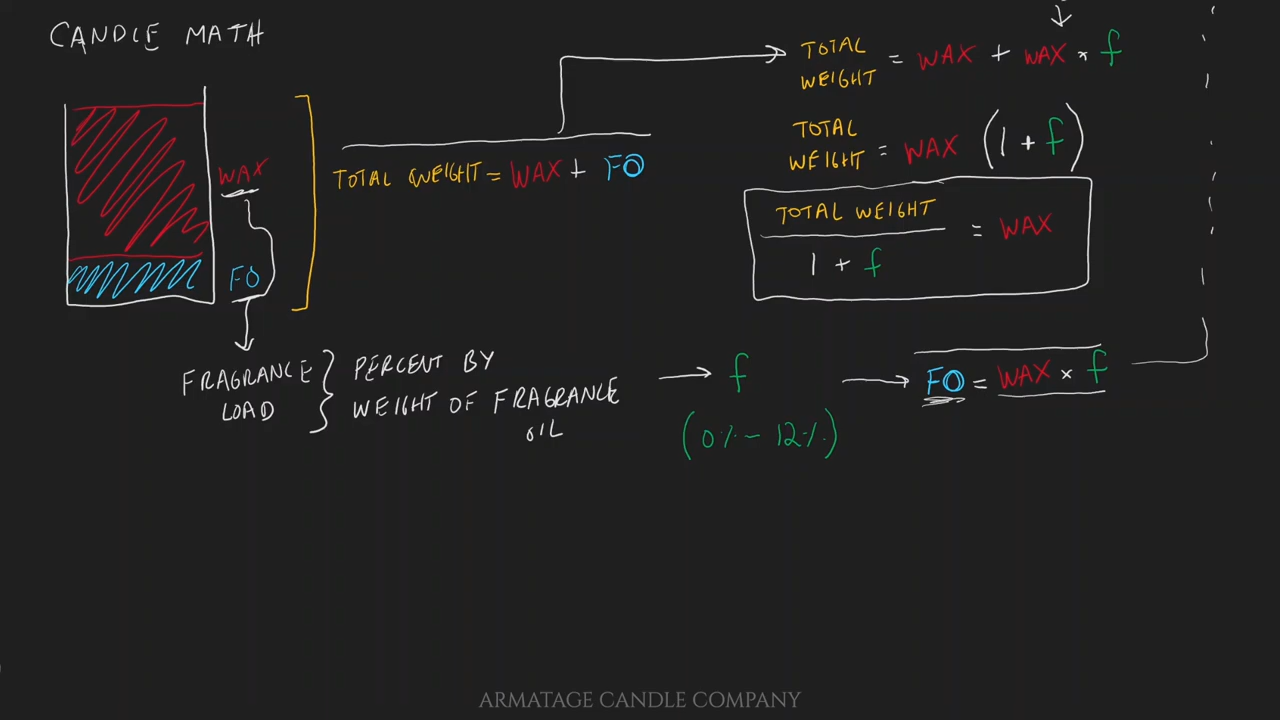 CANDLE MATH
WAX
FO
TOTAL WEIGHT = WAX + FO
TOTAL WEIGHT = WAX + WAX × f
TOTAL WEIGHT = WAX (1 + f)
TOTAL WEIGHT
1 + f
= WAX
FRAGRANCE
LOAD
PERCENT BY
WEIGHT OF FRAGRANCE
OIL
f
(0% - 12%)
FO = WAX × f
ARMATAGE CANDLE COMPANY